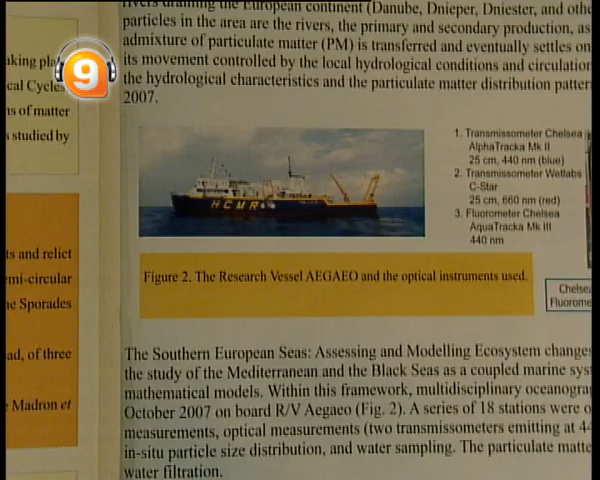 9
aking pla
cal Cycles
ns of matter
s studied by
ts and relict
emi-circular
he Sporades
ad, of three
e Madron et
rivers draining the European continent (Danube, Dnieper, Dniester, and othe
particles in the area are the rivers, the primary and secondary production, as
admixture of particulate matter (PM) is transferred and eventually settles on
its movement controlled by the local hydrological conditions and circulation
the hydrological characteristics and the particulate matter distribution patter
2007.
HCMR
1. Transmissometer Chelsea
AlphaTracka Mk II
25 cm, 440 nm (blue)
2. Transmissometer Wetlabs
C-Star
25 cm, 660 nm (red)
3. Fluorometer Chelsea
AquaTracka Mk III
440 nm
Figure 2. The Research Vessel AEGAEO and the optical instruments used.
Chelse
Fluorome
The Southern European Seas: Assessing and Modelling Ecosystem change
the study of the Mediterranean and the Black Seas as a coupled marine sys
mathematical models. Within this framework, multidisciplinary oceanogra
October 2007 on board R/V Aegaeo (Fig. 2). A series of 18 stations were o
measurements, optical measurements (two transmissometers emitting at 44
in-situ particle size distribution, and water sampling. The particulate matte
water filtration.